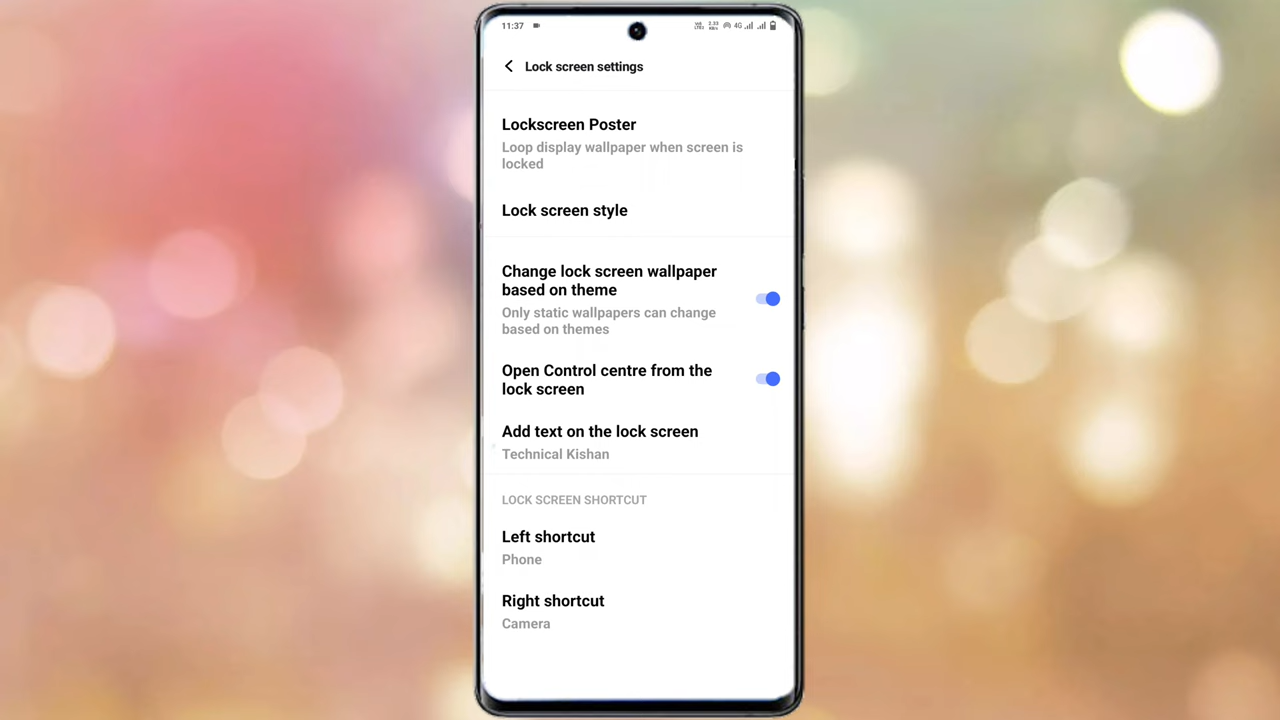 11:37
4G
Lock screen settings
Lockscreen Poster
Loop display wallpaper when screen is
locked
Lock screen style
Change lock screen wallpaper
based on theme
Only static wallpapers can change
based on themes
Open Control centre from the
lock screen
Add text on the lock screen
Technical Kishan
LOCK SCREEN SHORTCUT
Left shortcut
Phone
Right shortcut
Camera